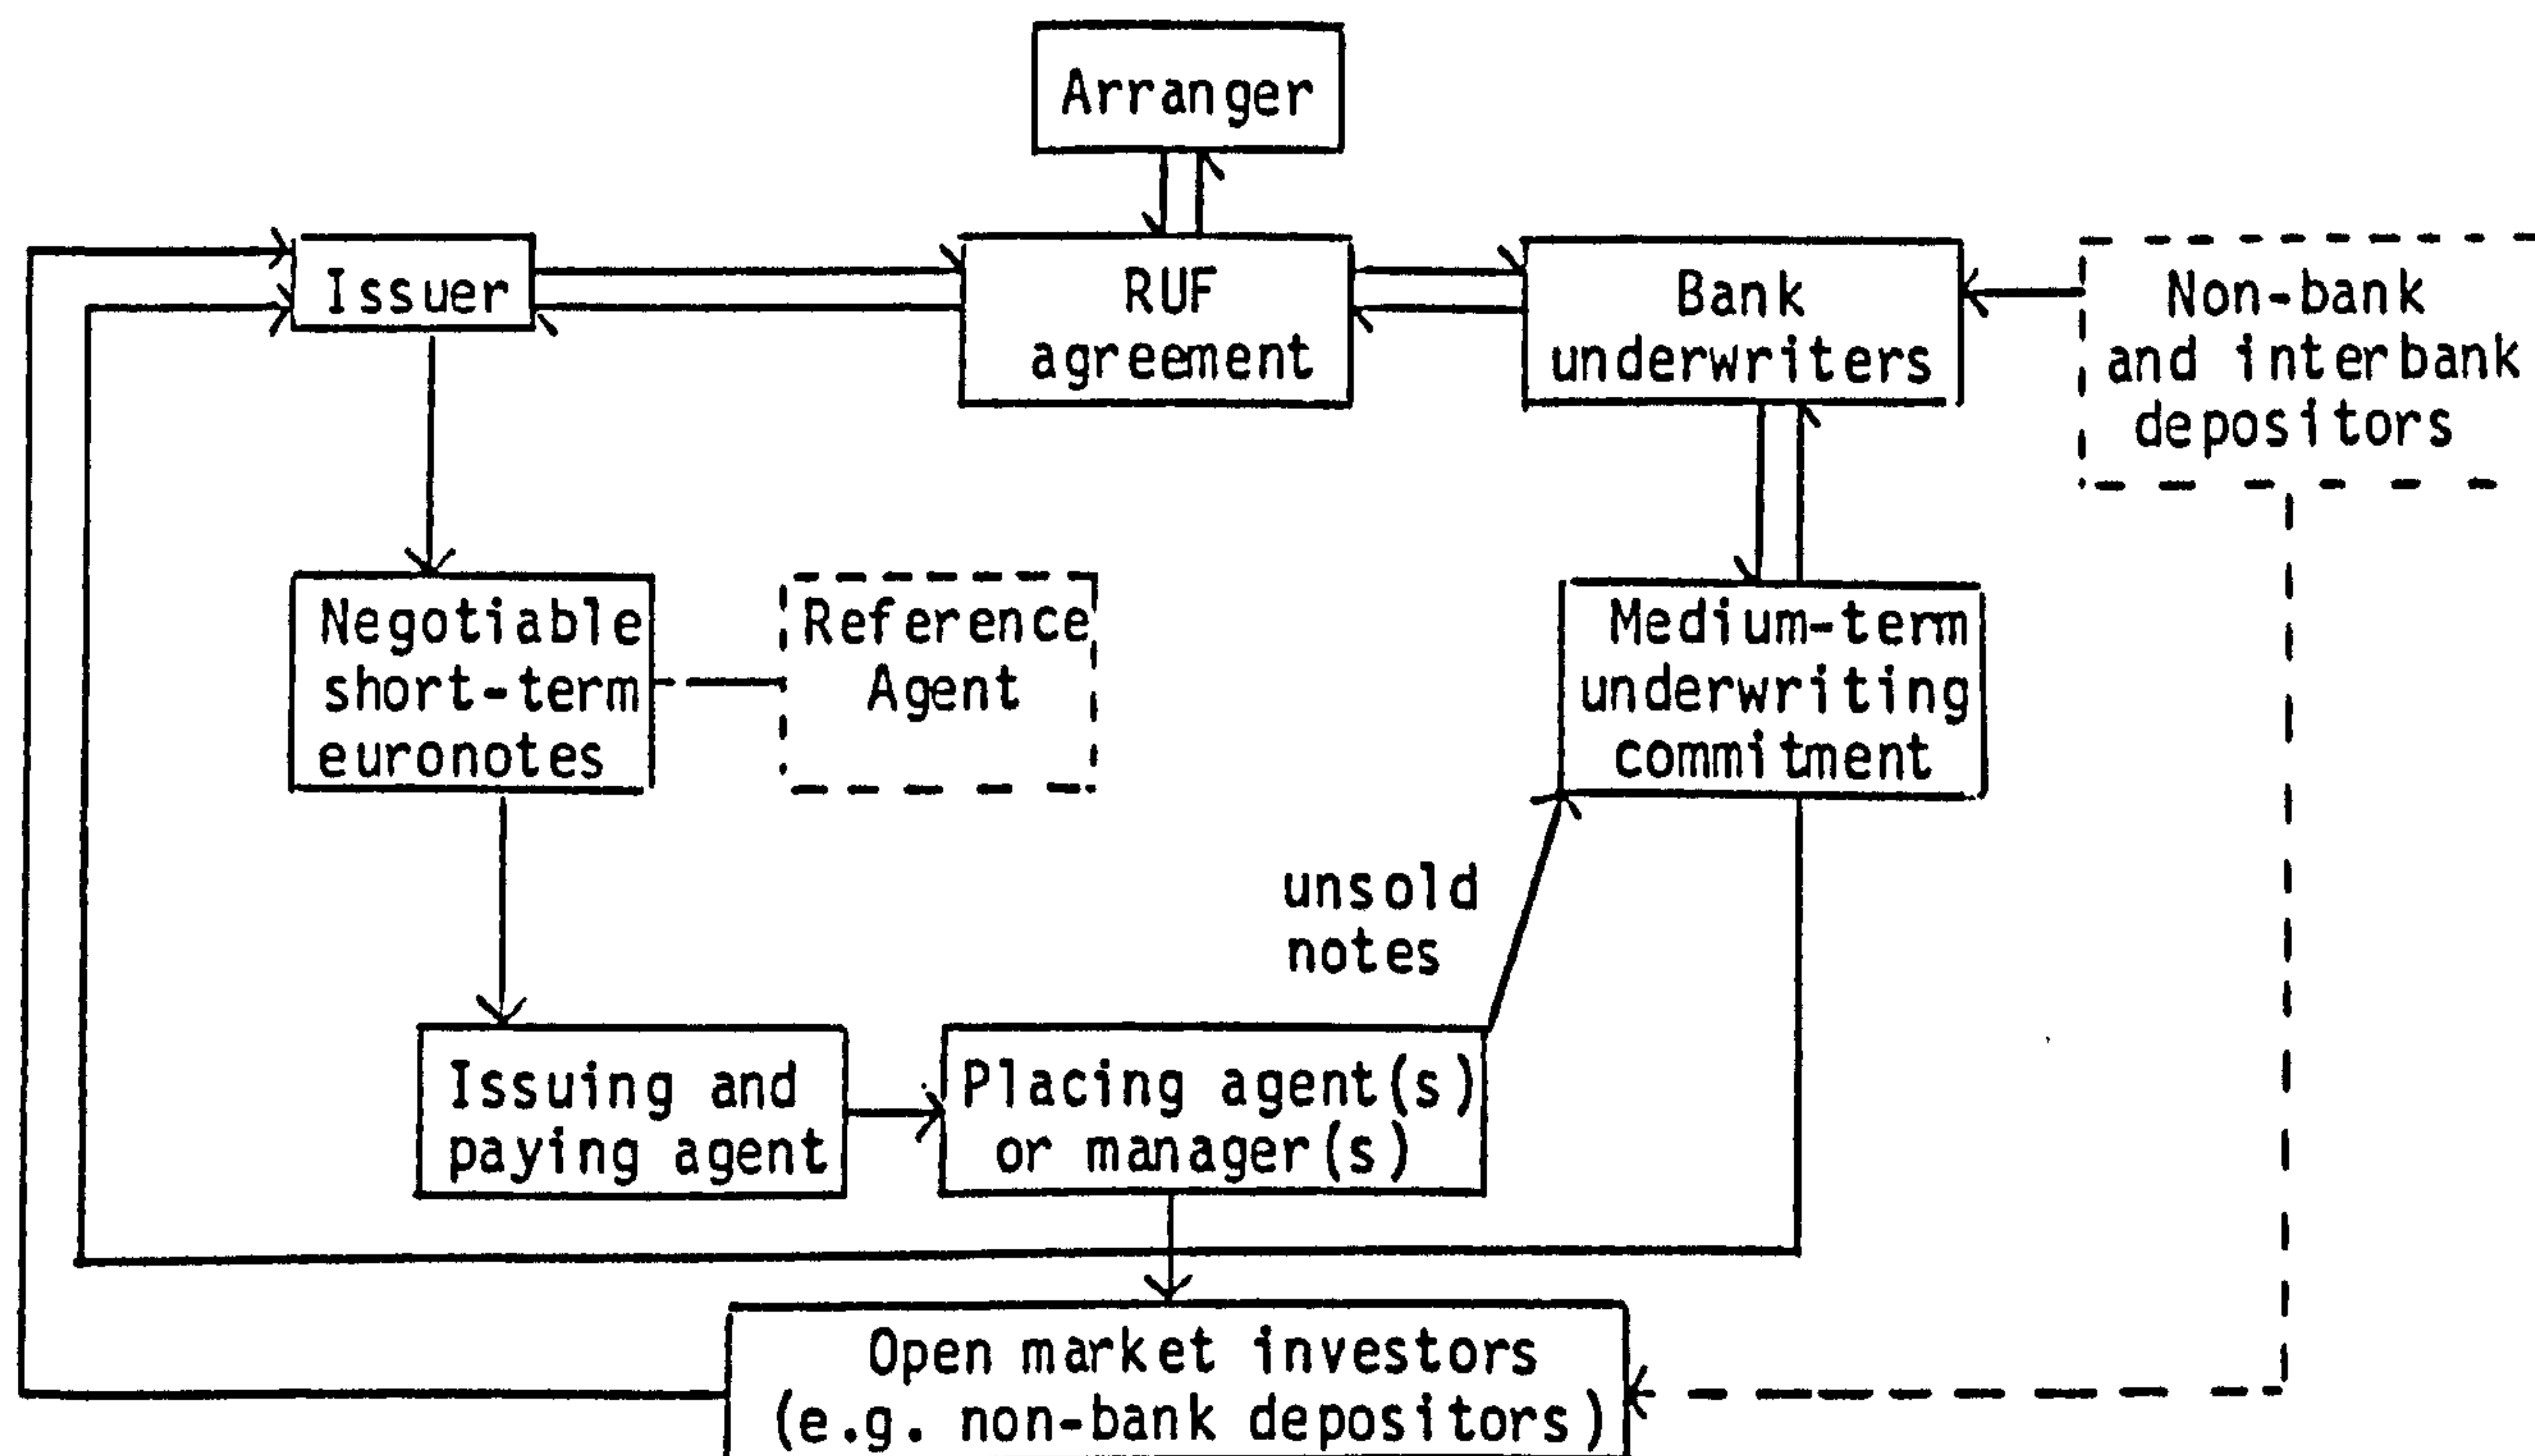 Arranger
Issuer
RUF
agreement
Bank
underwriters
Non-bank
and interbank
depositors
Negotiable
short-term
euronotes
Reference
Agent
Medium-term
underwriting
commitment
unsold
notes
Issuing and
paying agent
Placing agent(s)
or manager(s)
Open market investors
(e.g. non-bank depositors)